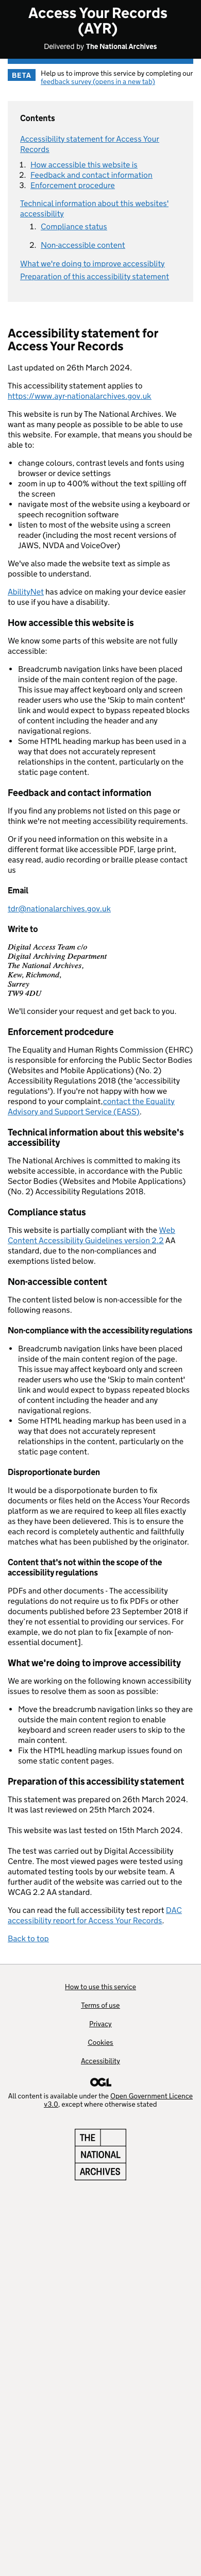 Access Your Records
(AYR)
Delivered by The National Archives
BETA
Help us to improve this service by completing our
feedback survey (opens in a new tab)
Contents
Accessibility statement for Access Your
Records
1. How accessible this website is
2. Feedback and contact information
3. Enforcement procedure
Technical information about this websites'
accessibility
1. Compliance status
2. Non-accessible content
What we're doing to improve accessiblity
Preparation of this accessibility statement
Accessibility statement for
Access Your Records
Last updated on 26th March 2024.
This accessibility statement applies to
https://www.ayr-nationalarchives.gov.uk
This website is run by The National Archives. We
want as many people as possible to be able to use
this website. For example, that means you should be
able to:
• change colours, contrast levels and fonts using
browser or device settings
• zoom in up to 400% without the text spilling off
the screen
• navigate most of the website using a keyboard or
speech recognition software
• listen to most of the website using a screen
reader (including the most recent versions of
JAWS, NVDA and VoiceOver)
We've also made the website text as simple as
possible to understand.
AbilityNet has advice on making your device easier
to use if you have a disability.
How accessible this website is
We know some parts of this website are not fully
accessible:
• Breadcrumb navigation links have been placed
inside of the main content region of the page.
This issue may affect keyboard only and screen
reader users who use the 'Skip to main content'
link and would expect to bypass repeated blocks
of content including the header and any
navigational regions.
• Some HTML heading markup has been used in a
way that does not accurately represent
relationships in the content, particularly on the
static page content.
Feedback and contact information
If you find any problems not listed on this page or
think we're not meeting accessibility requirements.
Or if you need information on this website in a
different format like accessible PDF, large print,
easy read, audio recording or braille please contact
us
Email
tdr@nationalarchives.gov.uk
Write to
Digital Access Team c/o
Digital Archiving Department
The National Archives,
Kew, Richmond,
Surrey
TW9 4DU
We'll consider your request and get back to you.
Enforcement prodcedure
The Equality and Human Rights Commission (EHRC)
is responsible for enforcing the Public Sector Bodies
(Websites and Mobile Applications) (No. 2)
Accessibility Regulations 2018 (the 'accessibility
regulations'). If you're not happy with how we
respond to your complaint,contact the Equality
Advisory and Support Service (EASS).
Technical information about this website's
accessibility
The National Archives is committed to making its
website accessible, in accordance with the Public
Sector Bodies (Websites and Mobile Applications)
(No. 2) Accessibility Regulations 2018.
Compliance status
This website is partially compliant with the Web
Content Accessibility Guidelines version 2.2 AA
standard, due to the non-compliances and
exemptions listed below.
Non-accessible content
The content listed below is non-accessible for the
following reasons.
Non-compliance with the accessibility regulations
• Breadcrumb navigation links have been placed
inside of the main content region of the page.
This issue may affect keyboard only and screen
reader users who use the 'Skip to main content'
link and would expect to bypass repeated blocks
of content including the header and any
navigational regions.
• Some HTML heading markup has been used in a
way that does not accurately represent
relationships in the content, particularly on the
static page content.
Disproportionate burden
It would be a disporpotionate burden to fix
documents or files held on the Access Your Records
platform as we are required to keep all files exactly
as they have been delivered. This is to ensure the
each record is completely authentic and faithfully
matches what has been published by the originator.
Content that's not within the scope of the
accessibility regulations
PDFs and other documents - The accessibility
regulations do not require us to fix PDFs or other
documents published before 23 September 2018 if
they're not essential to providing our services. For
example, we do not plan to fix [example of non-
essential document].
What we're doing to improve accessibility
We are working on the following known accessibility
issues to resolve them as soon as possible:
• Move the breadcrumb navigation links so they are
outside the main content region to enable
keyboard and screen reader users to skip to the
main content.
• Fix the HTML headling markup issues found on
some static content pages.
Preparation of this accessibility statement
This statement was prepared on 26th March 2024.
It was last reviewed on 25th March 2024.
This website was last tested on 15th March 2024.
The test was carried out by Digital Accessibility
Centre. The most viewed pages were tested using
automated testing tools by our website team. A
further audit of the website was carried out to the
WCAG 2.2 AA standard.
You can read the full accessibility test report DAC
accessibility report for Access Your Records.
Back to top
How to use this service
Terms of use
Privacy
Cookies
Accessibility
OGL
All content is available under the Open Government Licence
v3.0, except where otherwise stated
THE
NATIONAL
ARCHIVES